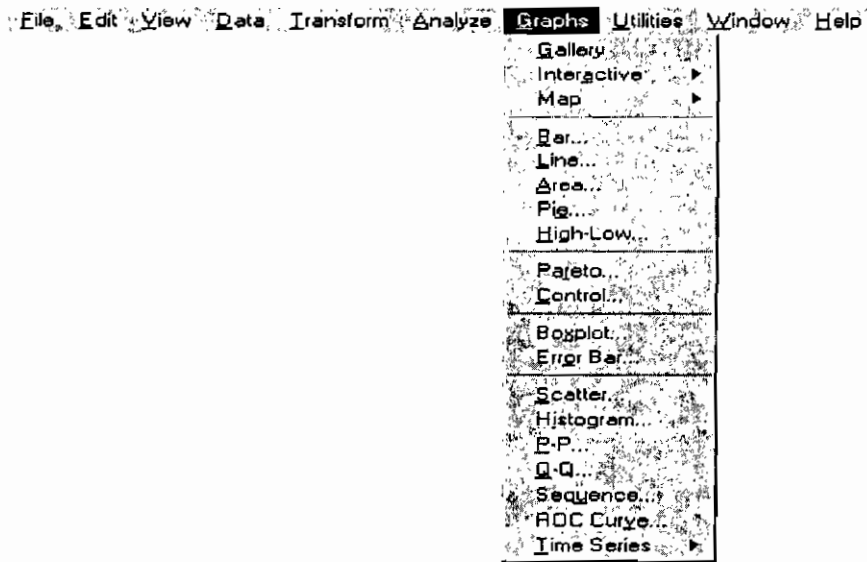 File Edit View Data Transform Analyze Graphs Utilities Window Help
Gallery
Interactive
Map
Bar...
Line...
Area...
Pie...
High-Low...
Pareto...
Control...
Boxplot...
Error Bar...
Scatter...
Histogram...
P-P...
Q-Q...
Sequence...
ROC Curve...
Time Series